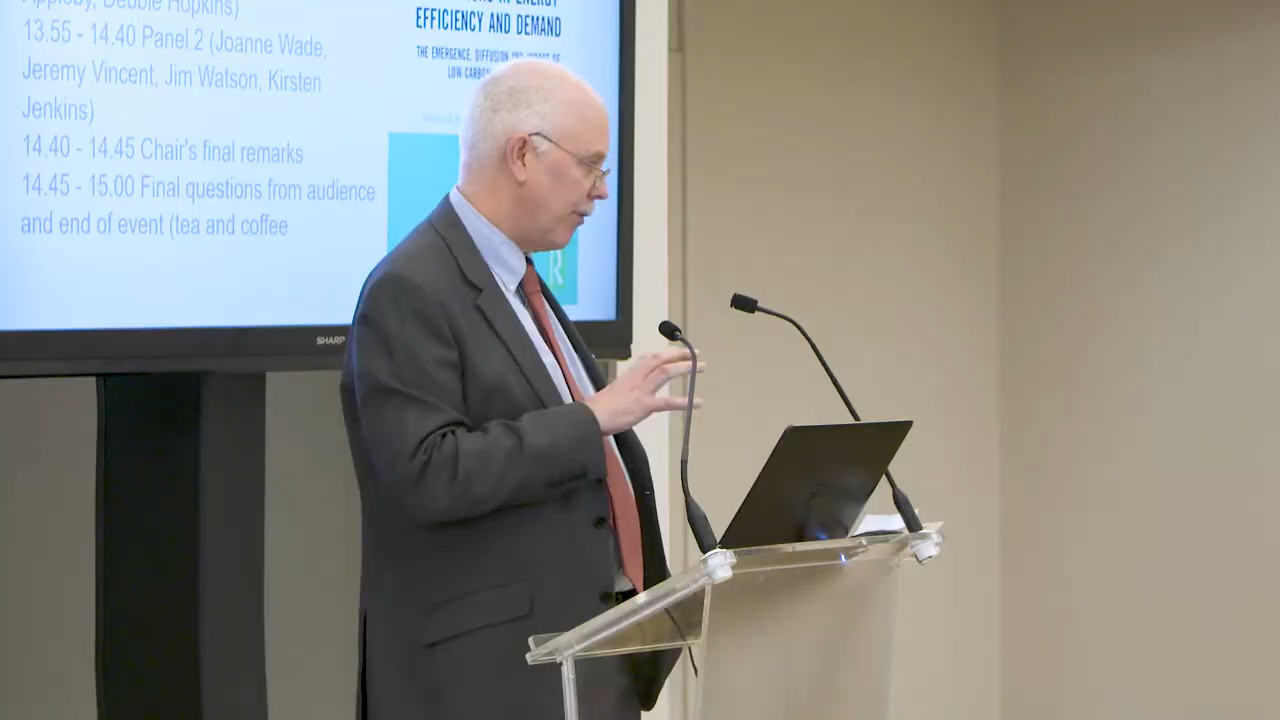 Appleby, Debbie Hopkins)
13.55 - 14.40 Panel 2 (Joanne Wade,
Jeremy Vincent, Jim Watson, Kirsten
Jenkins)
14.40 - 14.45 Chair's final remarks
14.45 - 15.00 Final questions from audience
and end of event (tea and coffee
IN ENERGY
EFFICIENCY AND DEMAND
THE EMERGENCE, DIFFUSION AND IMPACT OF
LOW-CARBON
R
SHARP